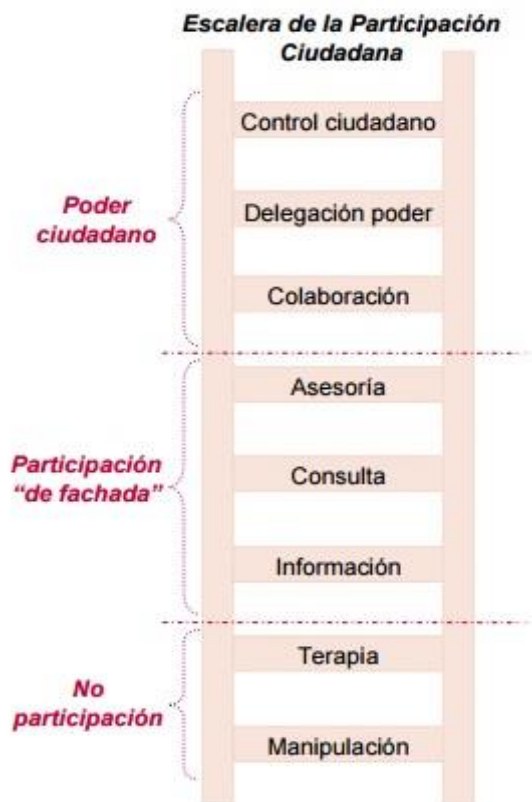 Escalera de la Participación
Ciudadana
Control ciudadano
Poder
ciudadano
Delegación poder
Colaboración
Asesoría
Participación
“de fachada”
Consulta
Información
Terapia
No
participación
Manipulación